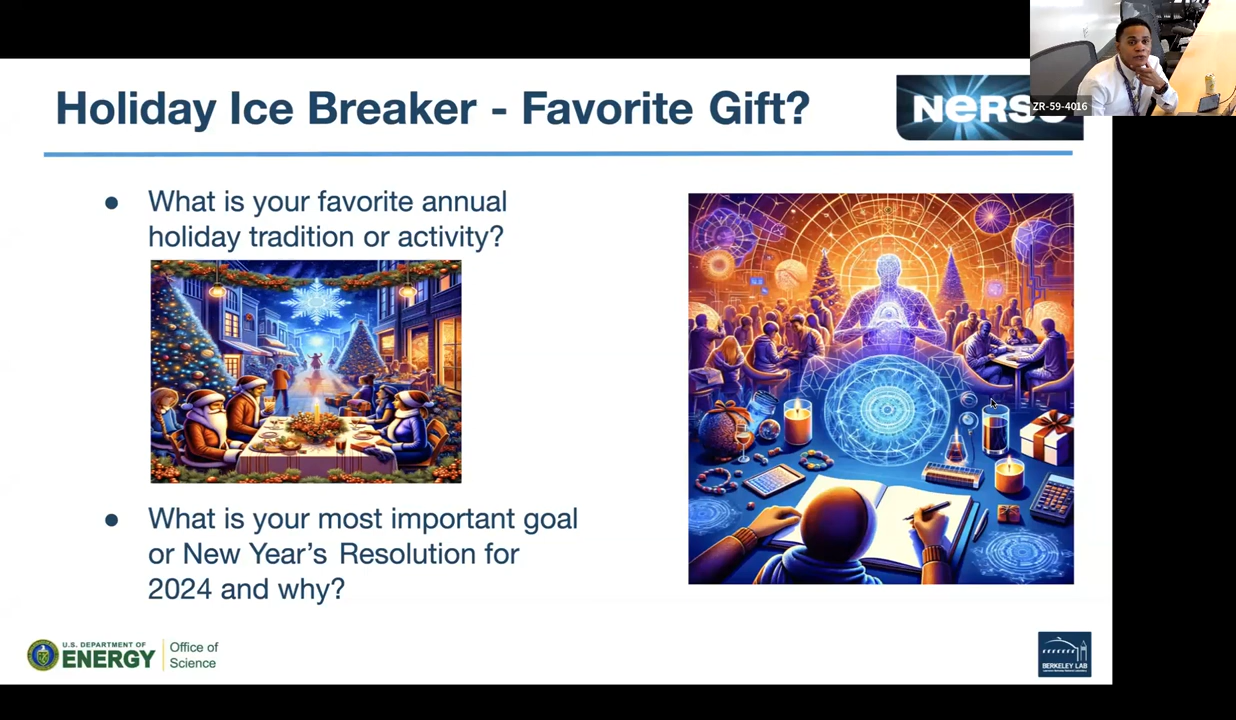 Holiday Ice Breaker - Favorite Gift?
ZR-59-4016
● What is your favorite annual
holiday tradition or activity?
● What is your most important goal
or New Year's Resolution for
2024 and why?
U.S. DEPARTMENT OF
ENERGY
Office of
Science
BERKELEY LAB